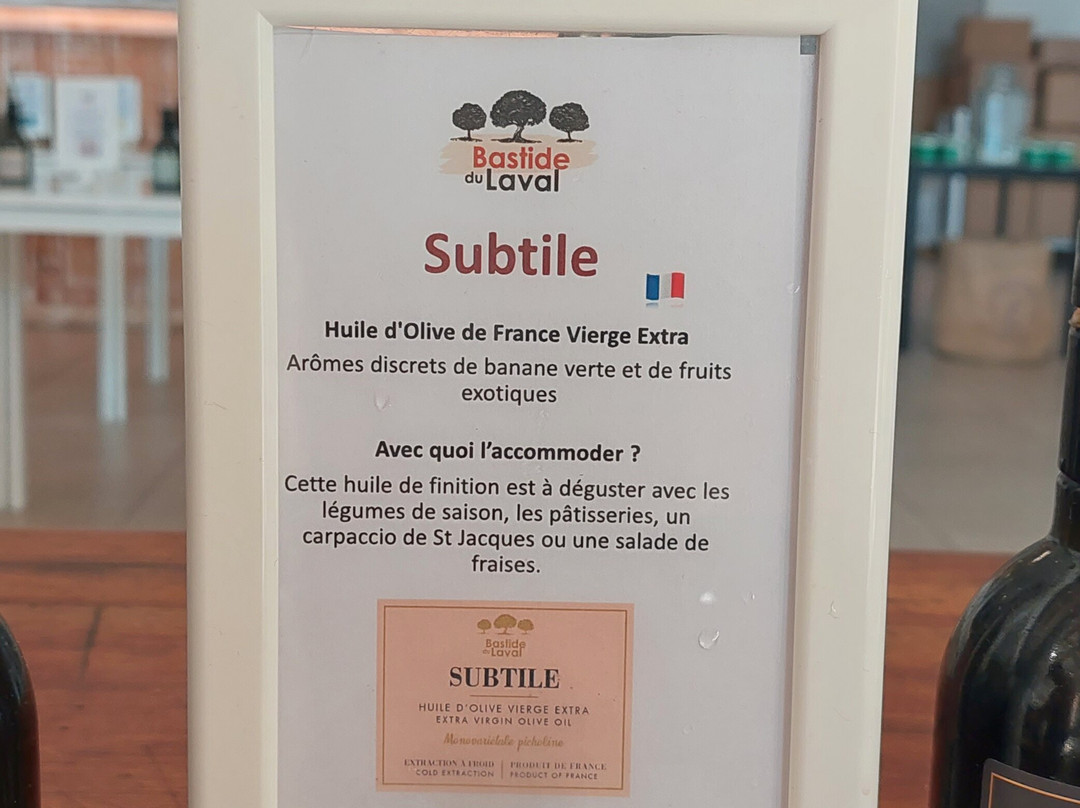 Bastide
du Laval
Subtile
Huile d'Olive de France Vierge Extra
Arômes discrets de banane verte et de fruits
exotiques
Avec quoi l’accommoder ?
Cette huile de finition est à déguster avec les
légumes de saison, les pâtisseries, un
carpaccio de St Jacques ou une salade de
fraises.
Bastide
du Laval
SUBTILE
HUILE D'OLIVE VIERGE EXTRA
EXTRA VIRGIN OLIVE OIL
Monovariétale picholine
EXTRACTION À FROID | PRODUIT DE FRANCE
COLD EXTRACTION | PRODUCT OF FRANCE